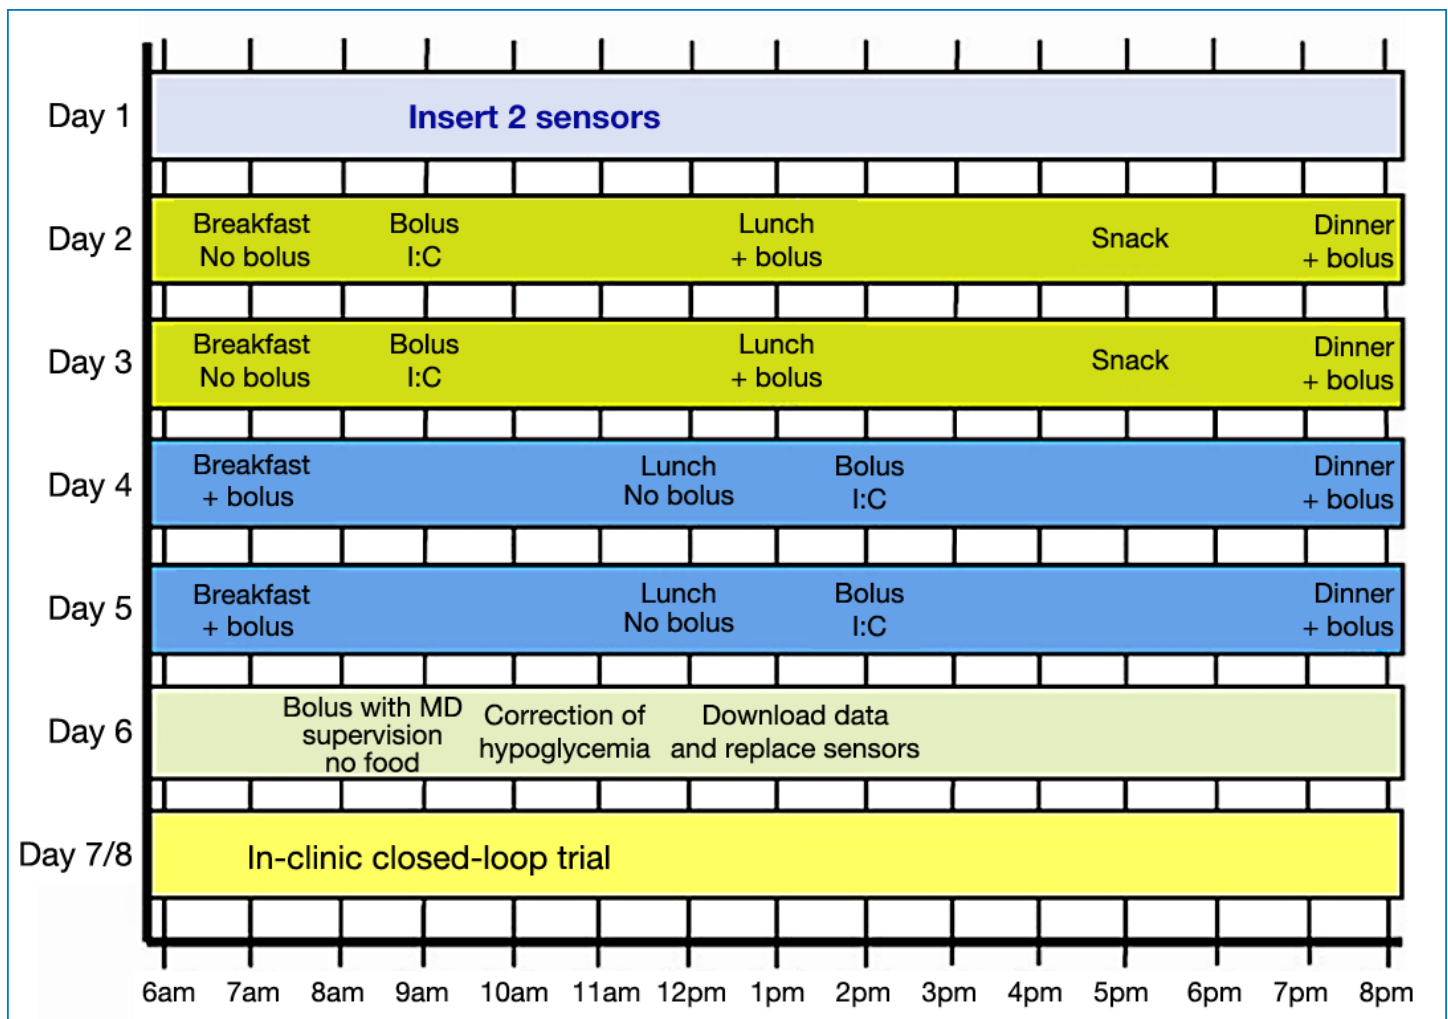 Day 1
Insert 2 sensors
Day 2
Breakfast
No bolus
Bolus
I:C
Lunch
+ bolus
Snack
Dinner
+ bolus
Day 3
Breakfast
No bolus
Bolus
I:C
Lunch
+ bolus
Snack
Dinner
+ bolus
Day 4
Breakfast
+ bolus
Lunch
No bolus
Bolus
I:C
Dinner
+ bolus
Day 5
Breakfast
+ bolus
Lunch
No bolus
Bolus
I:C
Dinner
+ bolus
Day 6
Bolus with MD
supervision
no food
Correction of
hypoglycemia
Download data
and replace sensors
Day 7/8
In-clinic closed-loop trial
6am 7am 8am 9am 10am 11am 12pm 1pm 2pm 3pm 4pm 5pm 6pm 7pm 8pm